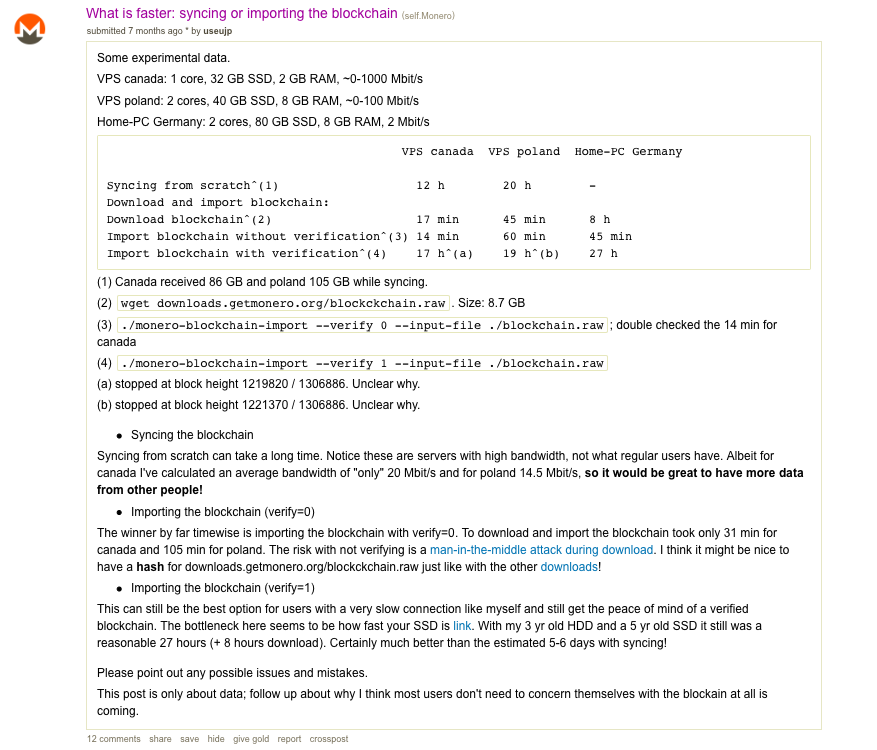 What is faster: syncing or importing the blockchain (self.Monero)
submitted 7 months ago * by useujp
Some experimental data.
VPS canada: 1 core, 32 GB SSD, 2 GB RAM, ~0-1000 Mbit/s
VPS poland: 2 cores, 40 GB SSD, 8 GB RAM, ~0-100 Mbit/s
Home-PC Germany: 2 cores, 80 GB SSD, 8 GB RAM, 2 Mbit/s
VPS canada VPS poland Home-PC Germany
Syncing from scratch^(1) 12 h 20 h -
Download and import blockchain:
Download blockchain^(2) 17 min 45 min 8 h
Import blockchain without verification^(3) 14 min 60 min 45 min
Import blockchain with verification^(4) 17 h^(a) 19 h^(b) 27 h
(1) Canada received 86 GB and poland 105 GB while syncing.
(2) wget downloads.getmonero.org/blockckchain.raw . Size: 8.7 GB
(3) ./monero-blockchain-import --verify 0 --input-file ./blockchain.raw ; double checked the 14 min for
canada
(4) ./monero-blockchain-import --verify 1 --input-file ./blockchain.raw
(a) stopped at block height 1219820 / 1306886. Unclear why.
(b) stopped at block height 1221370 / 1306886. Unclear why.
• Syncing the blockchain
Syncing from scratch can take a long time. Notice these are servers with high bandwidth, not what regular users have. Albeit for
canada I've calculated an average bandwidth of "only" 20 Mbit/s and for poland 14.5 Mbit/s, so it would be great to have more data
from other people!
• Importing the blockchain (verify=0)
The winner by far timewise is importing the blockchain with verify=0. To download and import the blockchain took only 31 min for
canada and 105 min for poland. The risk with not verifying is a man-in-the-middle attack during download. I think it might be nice to
have a hash for downloads.getmonero.org/blockckchain.raw just like with the other downloads!
• Importing the blockchain (verify=1)
This can still be the best option for users with a very slow connection like myself and still get the peace of mind of a verified
blockchain. The bottleneck here seems to be how fast your SSD is link. With my 3 yr old HDD and a 5 yr old SSD it still was a
reasonable 27 hours (+ 8 hours download). Certainly much better than the estimated 5-6 days with syncing!
Please point out any possible issues and mistakes.
This post is only about data; follow up about why I think most users don't need to concern themselves with the blockain at all is
coming.
12 comments share save hide give gold report crosspost